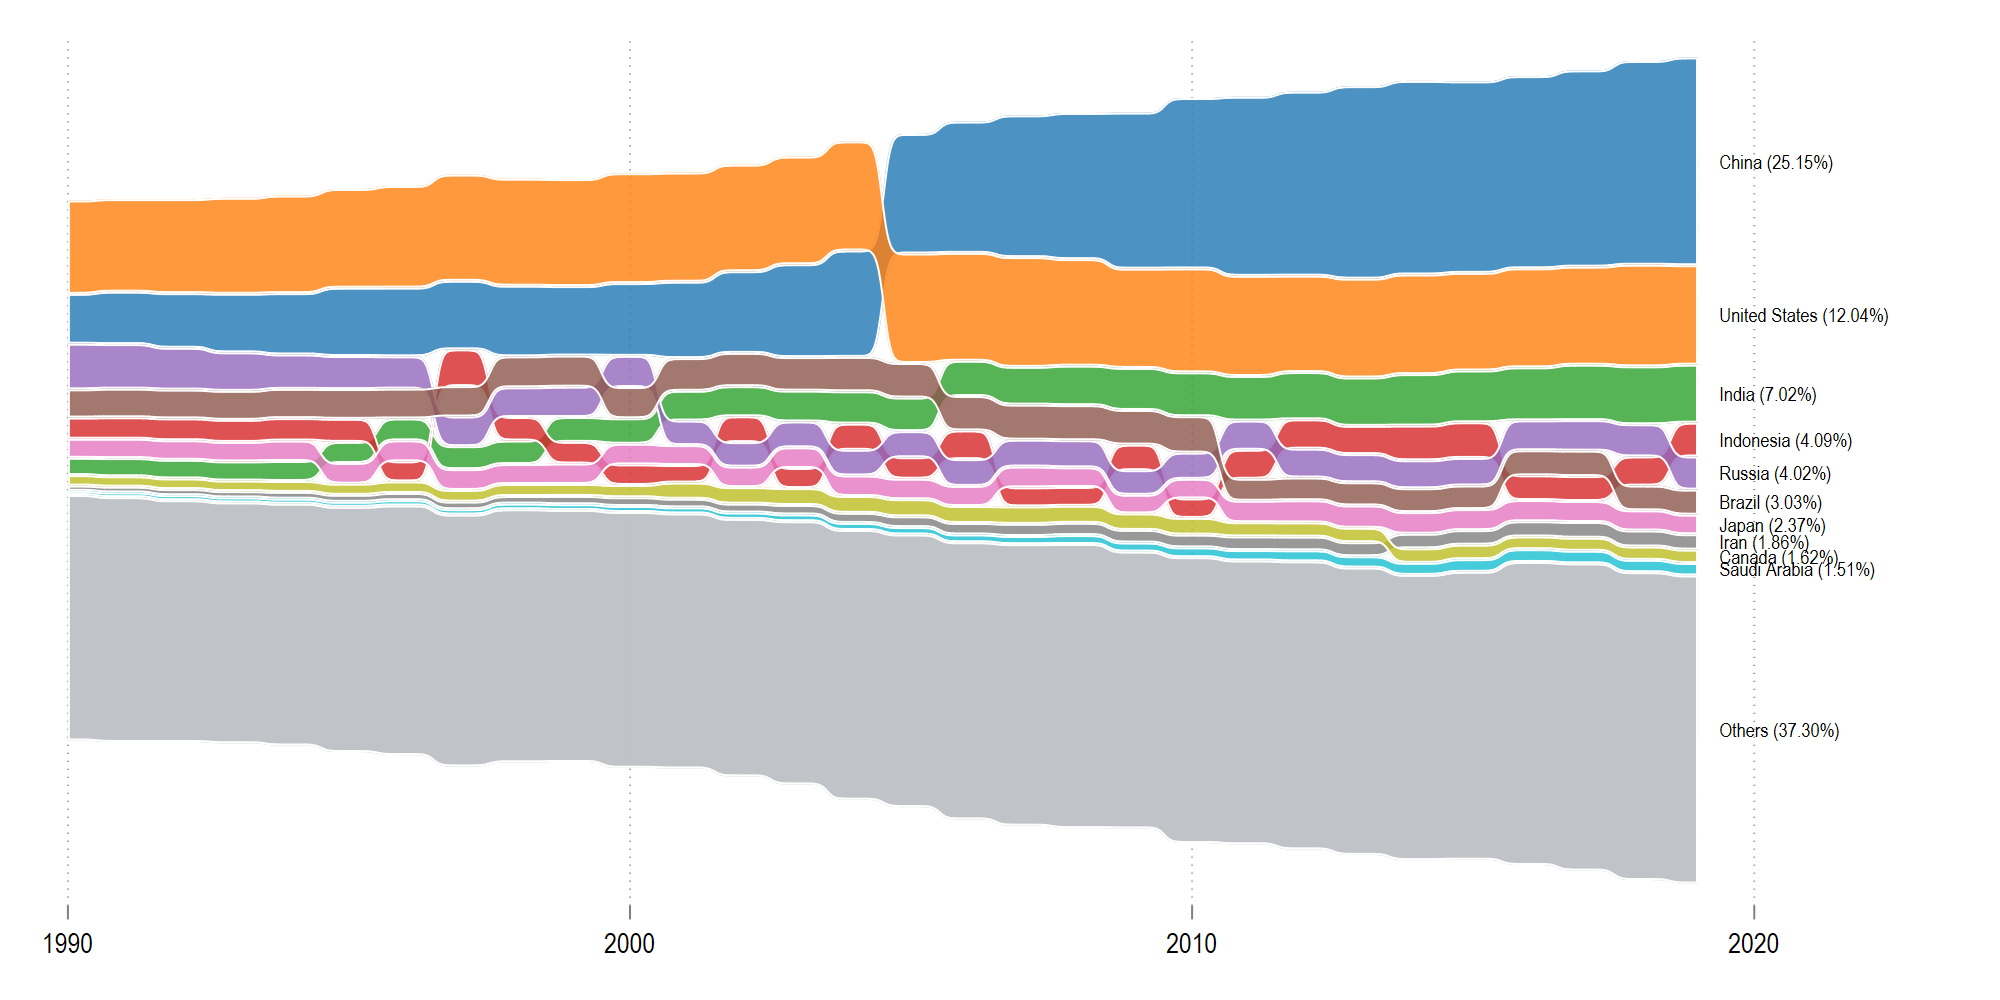 China (25.15%)
United States (12.04%)
India (7.02%)
Indonesia (4.09%)
Russia (4.02%)
Brazil (3.03%)
Japan (2.37%)
Iran (1.86%)
Canada (1.62%)
Saudi Arabia (1.51%)
Others (37.30%)
1990 2000 2010 2020